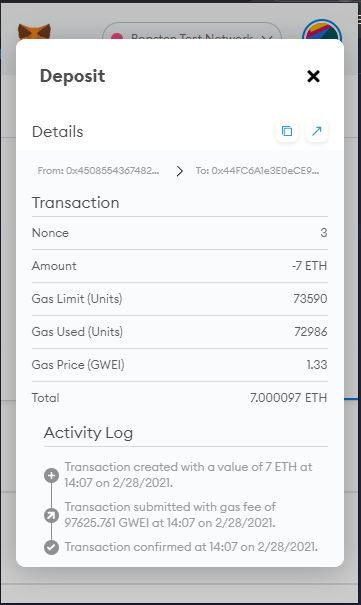 Ropsten Test Network
Deposit
Details
From: 0x4508554367482... > To: 0x44FC6A1e3E0eCE9...
Transaction
Nonce 3
Amount -7 ETH
Gas Limit (Units) 73590
Gas Used (Units) 72986
Gas Price (GWEI) 1.33
Total 7.000097 ETH
Activity Log
Transaction created with a value of 7 ETH at
14:07 on 2/28/2021.
Transaction submitted with gas fee of
97625.761 GWEI at 14:07 on 2/28/2021.
Transaction confirmed at 14:07 on 2/28/2021.